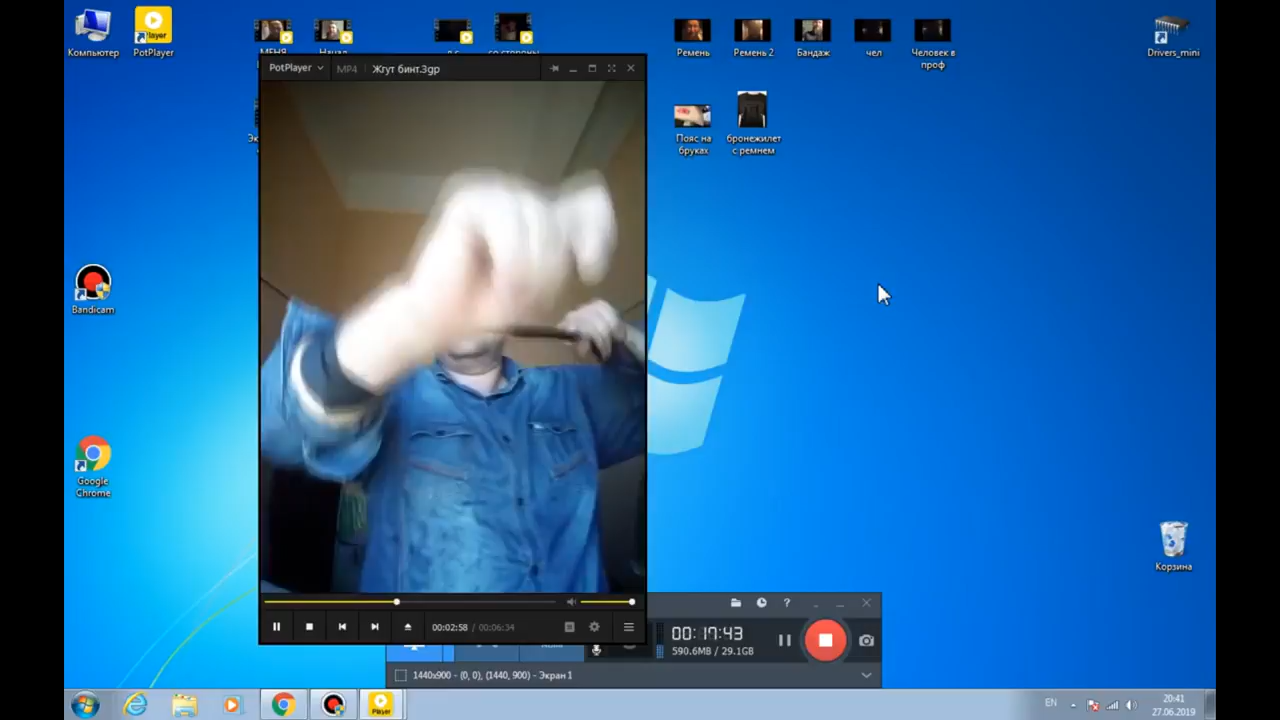 Компьютер
PotPlayer
Ремень
Ремень 2
Бандаж
чел
Человек в
проф
Drivers_mini
PotPlayer
MP4
Жгут бинт.3gp
Пояс на
бруках
бронежилет
с ремнем
Bandicam
Google
Chrome
Корзина
00:02:58 / 00:06:34
00:17:43
590.6MB / 29.1GB
1440x900 - (0, 0), (1440, 900) - Экран 1
EN
20:41
27.06.2019